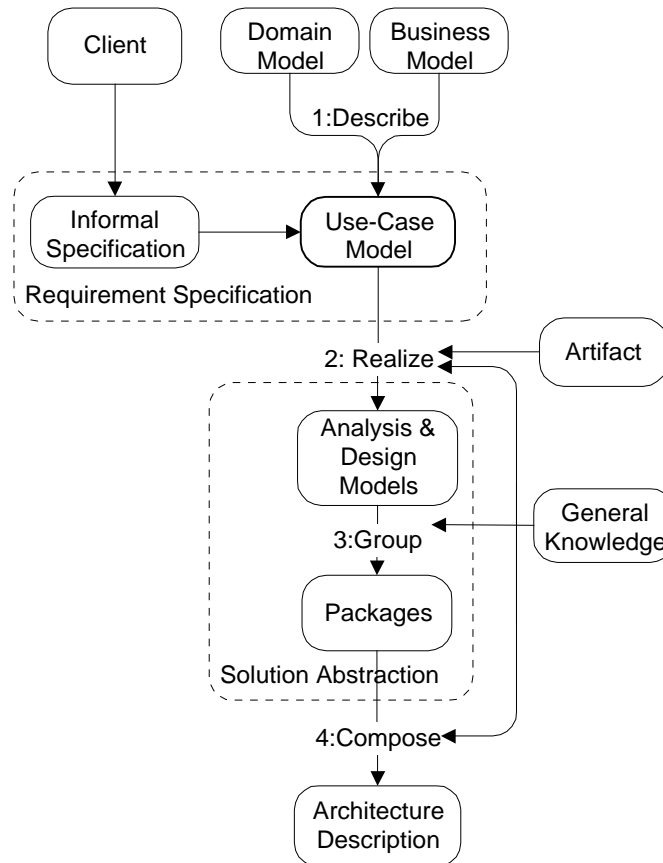 Client
Domain
Model
Business
Model
1:Describe
Informal
Specification
Use-Case
Model
Requirement Specification
2: Realize
Artifact
Analysis &
Design
Models
3:Group
General
Knowledge
Packages
Solution Abstraction
4:Compose
Architecture
Description